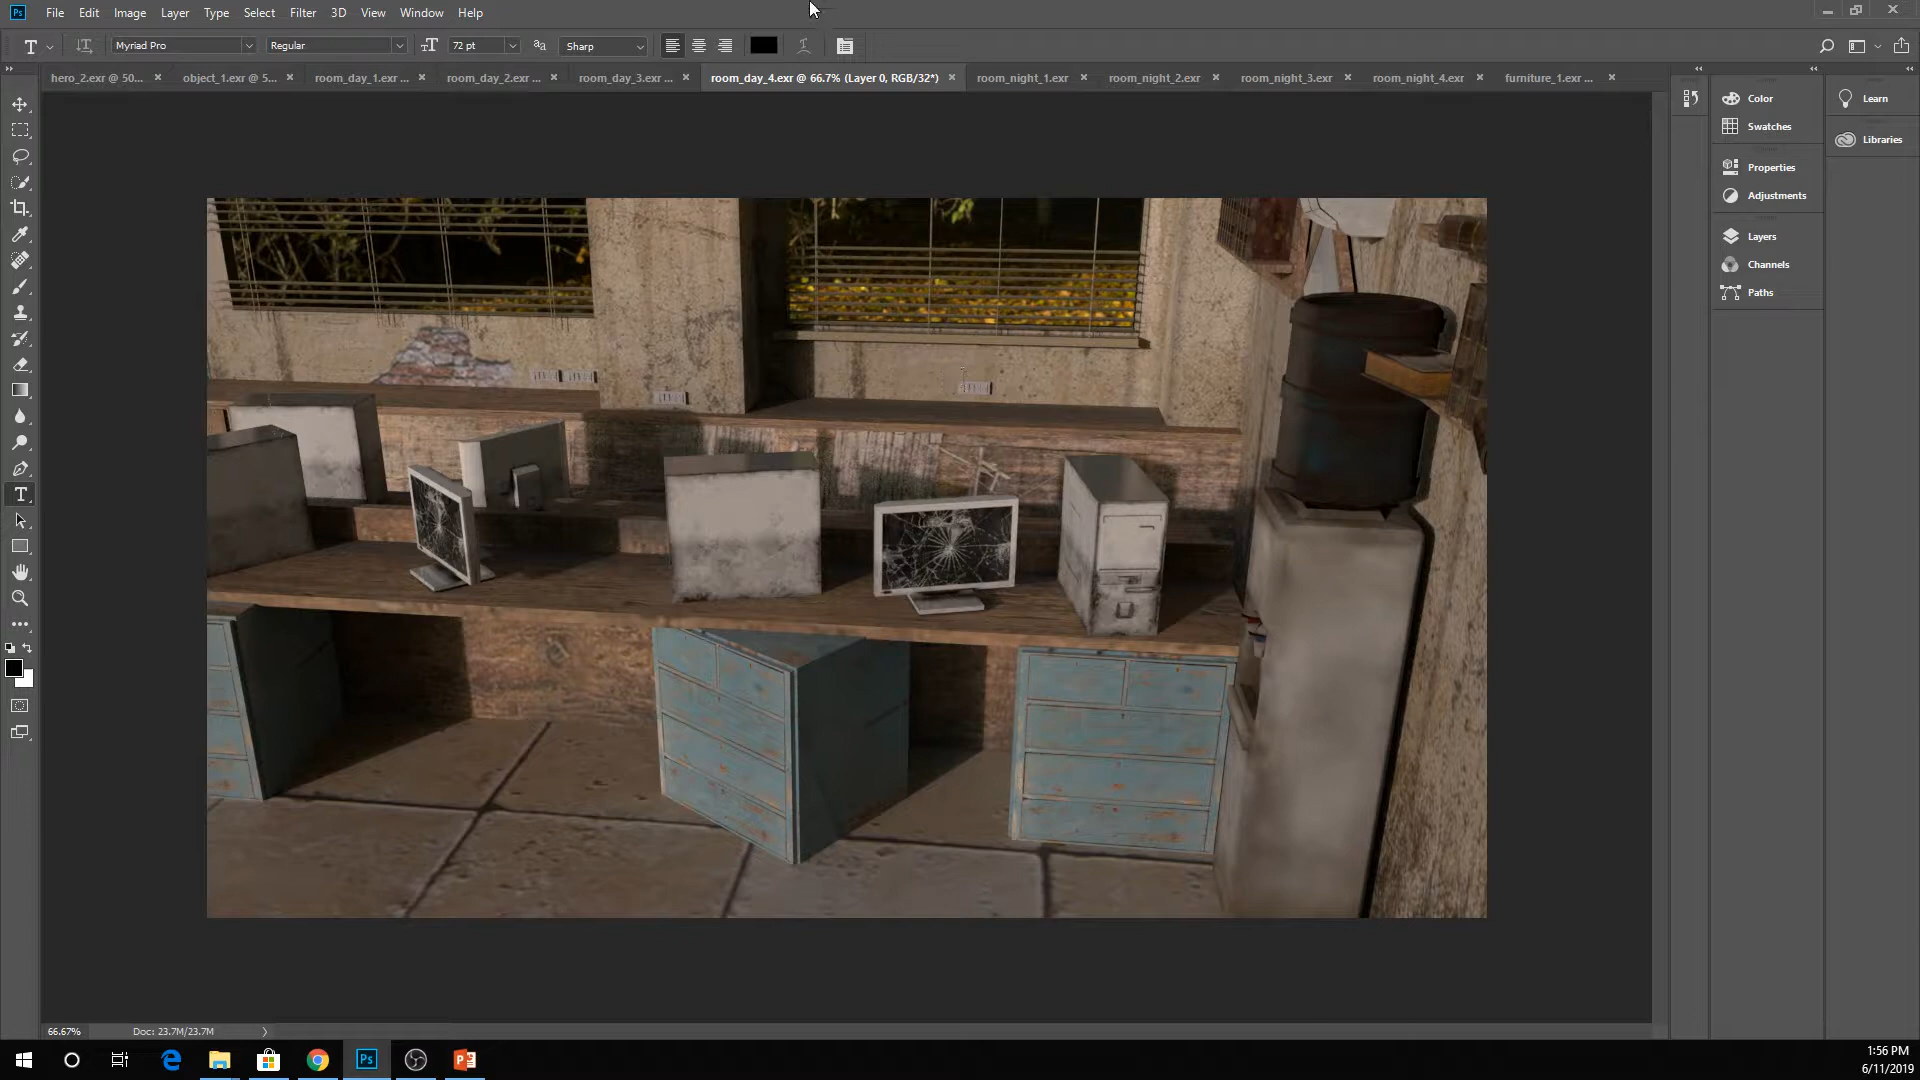 Ps File Edit Image Layer Type Select Filter 3D View Window Help
T Myriad Pro Regular 72 pt aa Sharp
hero_2.exr @ 50... object_1.exr @ 5... room_day_1.exr ... room_day_2.exr ... room_day_3.exr ... room_day_4.exr @ 66.7% (Layer 0, RGB/32*) room_night_1.exr room_night_2.exr room_night_3.exr room_night_4.exr furniture_1.exr ...
Color
Swatches
Properties
Adjustments
Layers
Channels
Paths
Learn
Libraries
66.67% Doc: 23.7M/23.7M
Ps
1:56 PM
6/11/2019